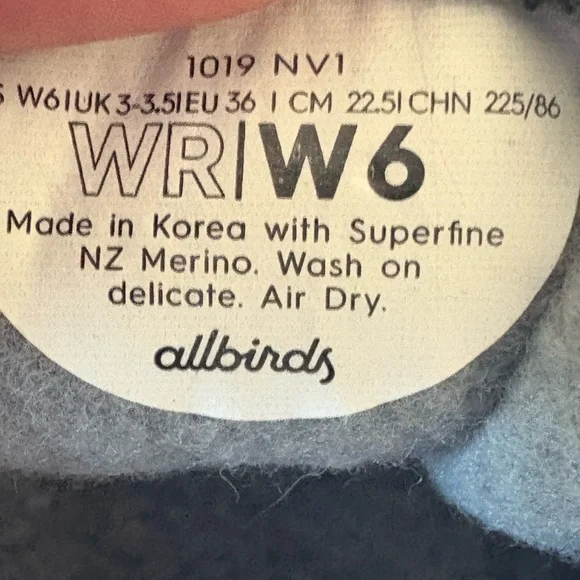 1019 NV1
S W6|UK 3-3.5|EU 36 | CM 22.5| CHN 225/86
WR|W6
Made in Korea with Superfine
NZ Merino. Wash on
delicate. Air Dry.
allbirds